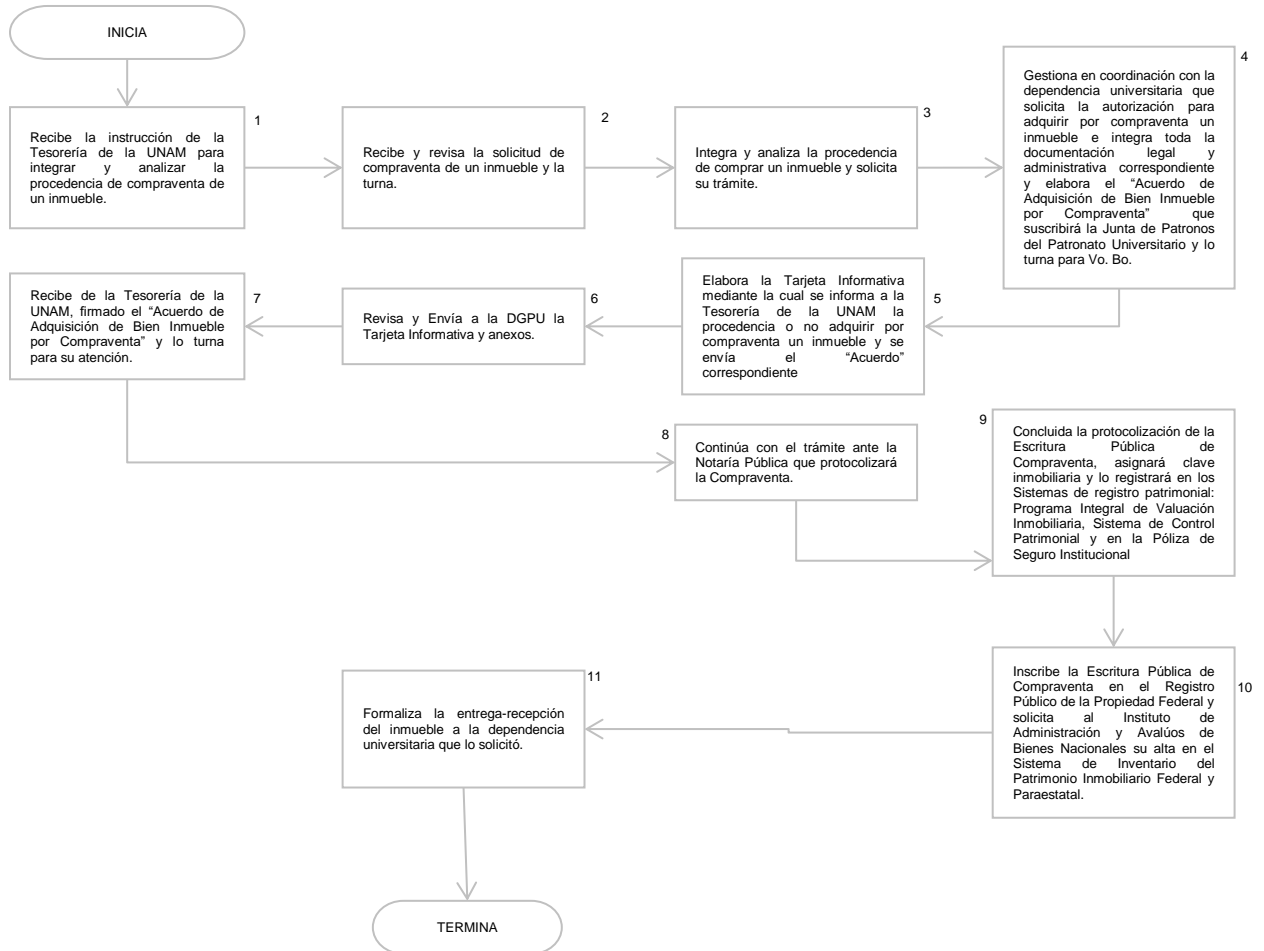 INICIA
1
Recibe la instrucción de la
Tesorería de la UNAM para
integrar y analizar la
procedencia de compraventa de
un inmueble.
2
Recibe y revisa la solicitud de
compraventa de un inmueble y la
turna.
3
Integra y analiza la procedencia
de comprar un inmueble y solicita
su trámite.
4
Gestiona en coordinación con la
dependencia universitaria que
solicita la autorización para
adquirir por compraventa un
inmueble e integra toda la
documentación legal y
administrativa correspondiente
y elabora el “Acuerdo de
Adquisición de Bien Inmueble
por Compraventa” que
suscribirá la Junta de Patronos
del Patronato Universitario y lo
turna para Vo. Bo.
5
Elabora la Tarjeta Informativa
mediante la cual se informa a la
Tesorería de la UNAM la
procedencia o no adquirir por
compraventa un inmueble y se
envía el “Acuerdo”
correspondiente
6
Revisa y Envía a la DGPU la
Tarjeta Informativa y anexos.
7
Recibe de la Tesorería de la
UNAM, firmado el “Acuerdo de
Adquisición de Bien Inmueble
por Compraventa” y lo turna
para su atención.
8
Continúa con el trámite ante la
Notaría Pública que protocolizará
la Compraventa.
9
Concluida la protocolización de la
Escritura Pública de
Compraventa, asignará clave
inmobiliaria y lo registrará en los
Sistemas de registro patrimonial:
Programa Integral de Valuación
Inmobiliaria, Sistema de Control
Patrimonial y en la Póliza de
Seguro Institucional
10
Inscribe la Escritura Pública de
Compraventa en el Registro
Público de la Propiedad Federal y
solicita al Instituto de
Administración y Avalúos de
Bienes Nacionales su alta en el
Sistema de Inventario del
Patrimonio Inmobiliario Federal y
Paraestatal.
11
Formaliza la entrega-recepción
del inmueble a la dependencia
universitaria que lo solicitó.
TERMINA